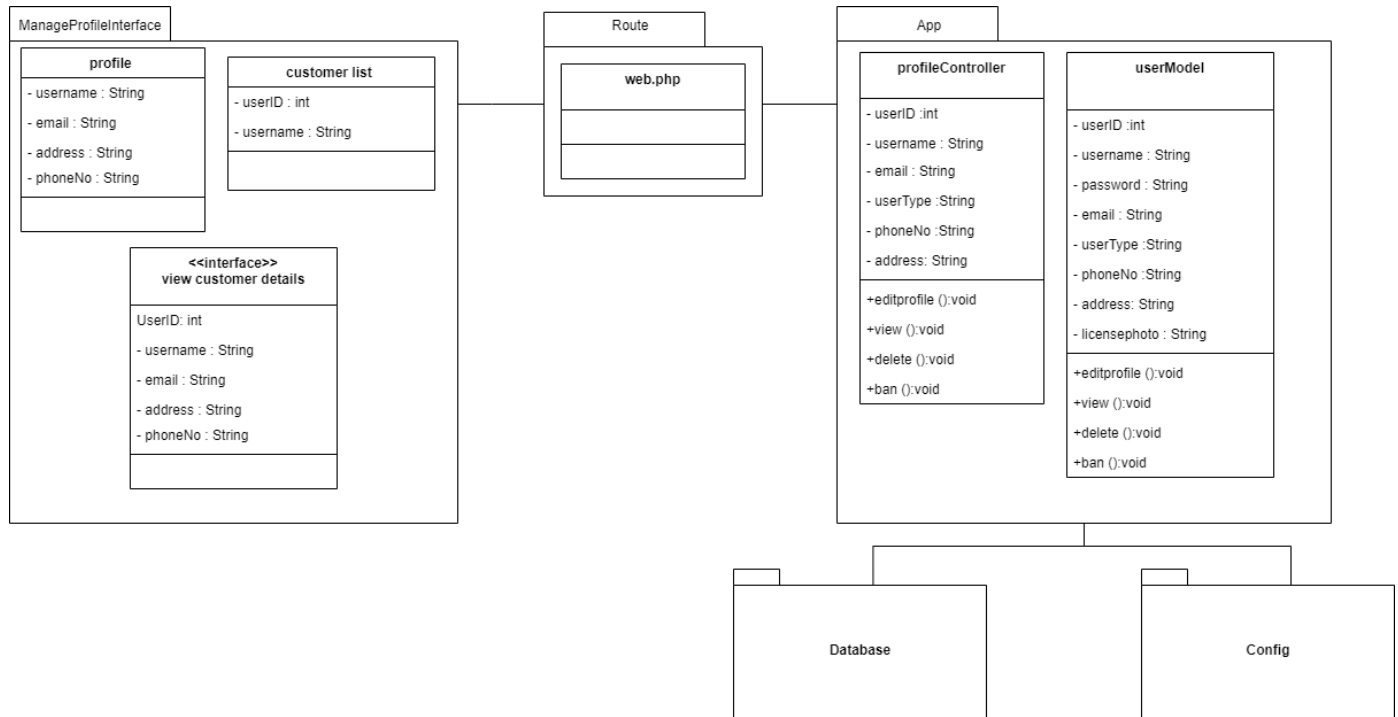 ManageProfileInterface
profile
- username : String
- email : String
- address : String
- phoneNo : String
customer list
- userID : int
- username : String
<<interface>>
view customer details
UserID: int
- username : String
- email : String
- address : String
- phoneNo : String
Route
web.php
App
profileController
- userID :int
- username : String
- email : String
- userType :String
- phoneNo :String
- address: String
+editprofile ():void
+view ():void
+delete ():void
+ban ():void
userModel
- userID :int
- username : String
- password : String
- email : String
- userType :String
- phoneNo :String
- address: String
- licensephoto : String
+editprofile ():void
+view ():void
+delete ():void
+ban ():void
Database
Config